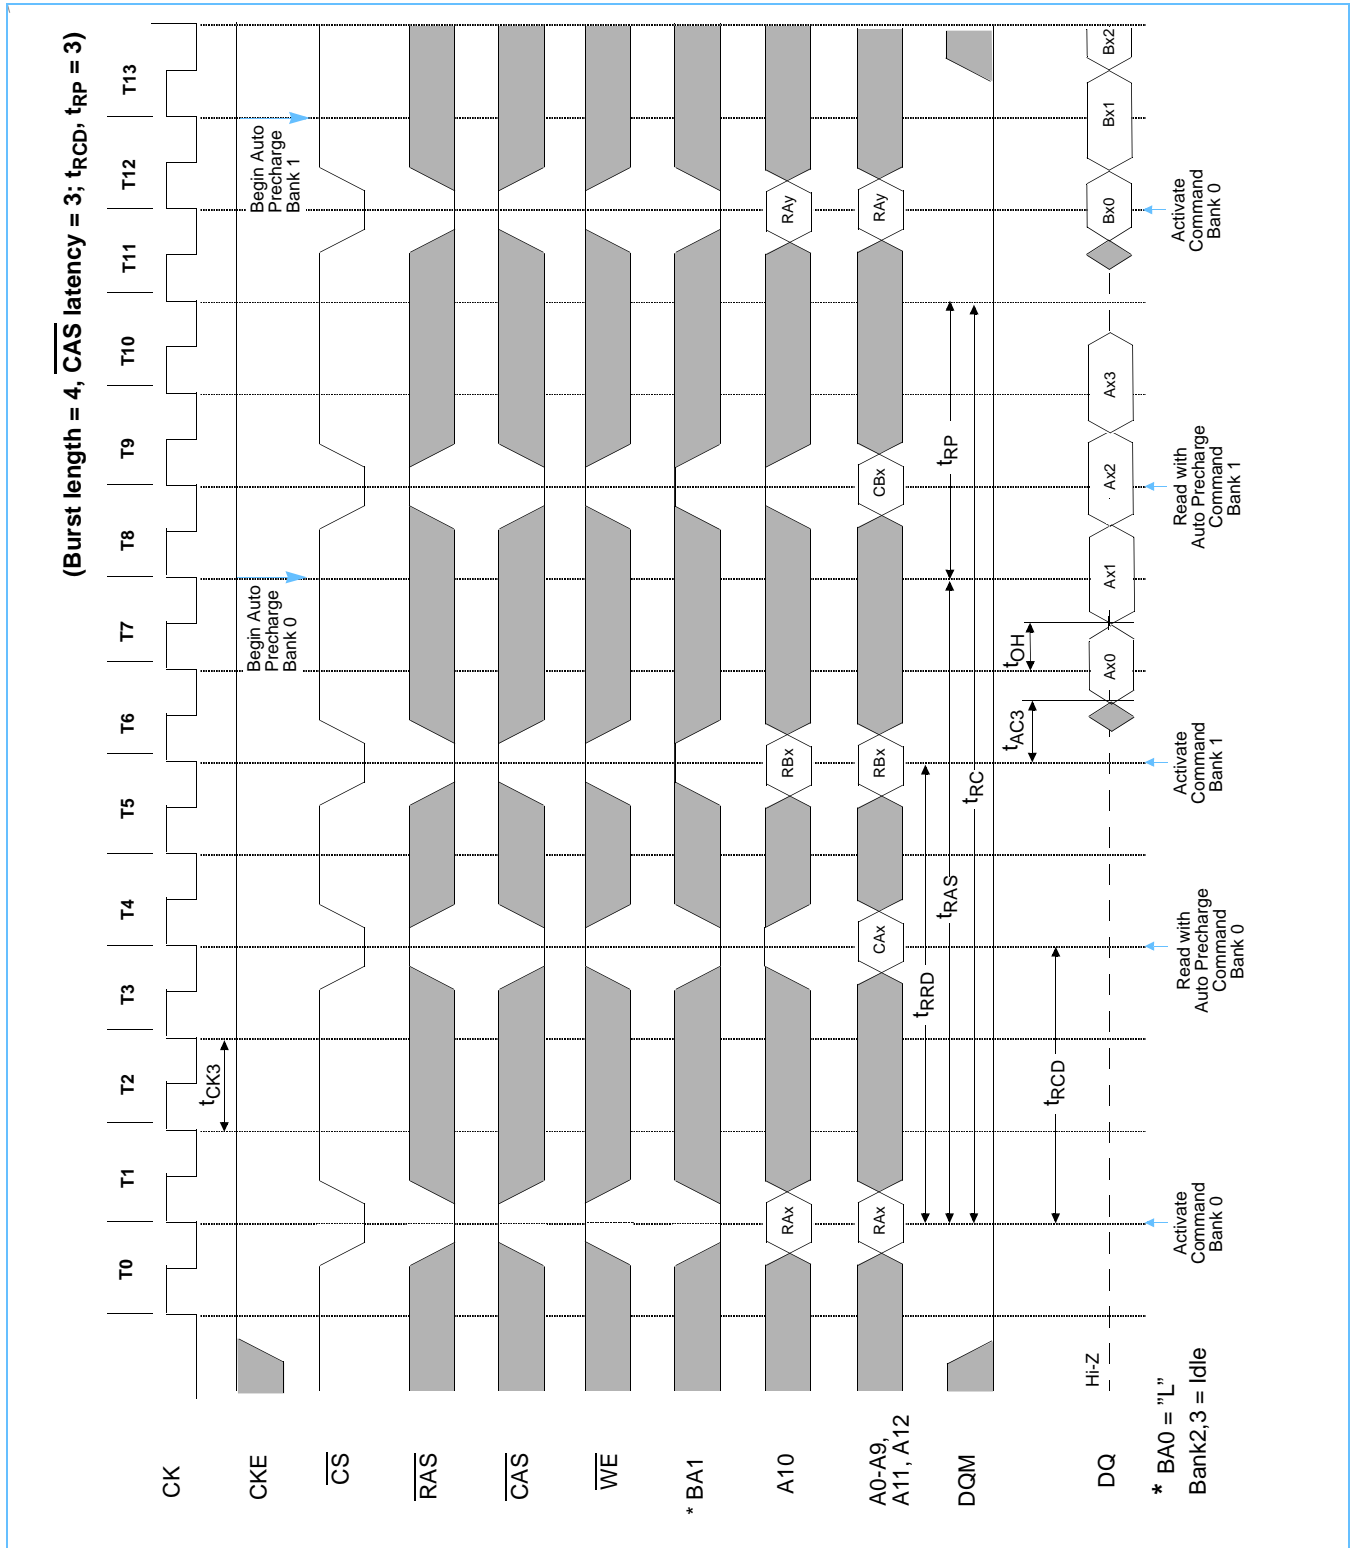 (Burst length = 4, CAS latency = 3; tRCD, tRP = 3)
T0 T1 T2 T3 T4 T5 T6 T7 T8 T9 T10 T11 T12 T13
CK
tCK3
CKE
Begin Auto
Precharge
Bank 0
Begin Auto
Precharge
Bank 1
CS
RAS
CAS
WE
* BA1
A10
RAx RBx RAy
A0-A9,
A11, A12
RAx CAx RBx CBx RAy
tRRD
tRAS tRP
DQM
tRC
tAC3 tOH
tRCD
DQ
Hi-Z
Ax0 Ax1 Ax2 Ax3 Bx0 Bx1 Bx2
* BA0 = ”L”
Bank2,3 = Idle
Activate
Command
Bank 0
Read with
Auto Precharge
Command
Bank 0
Activate
Command
Bank 1
Read with
Auto Precharge
Command
Bank 1
Activate
Command
Bank 0